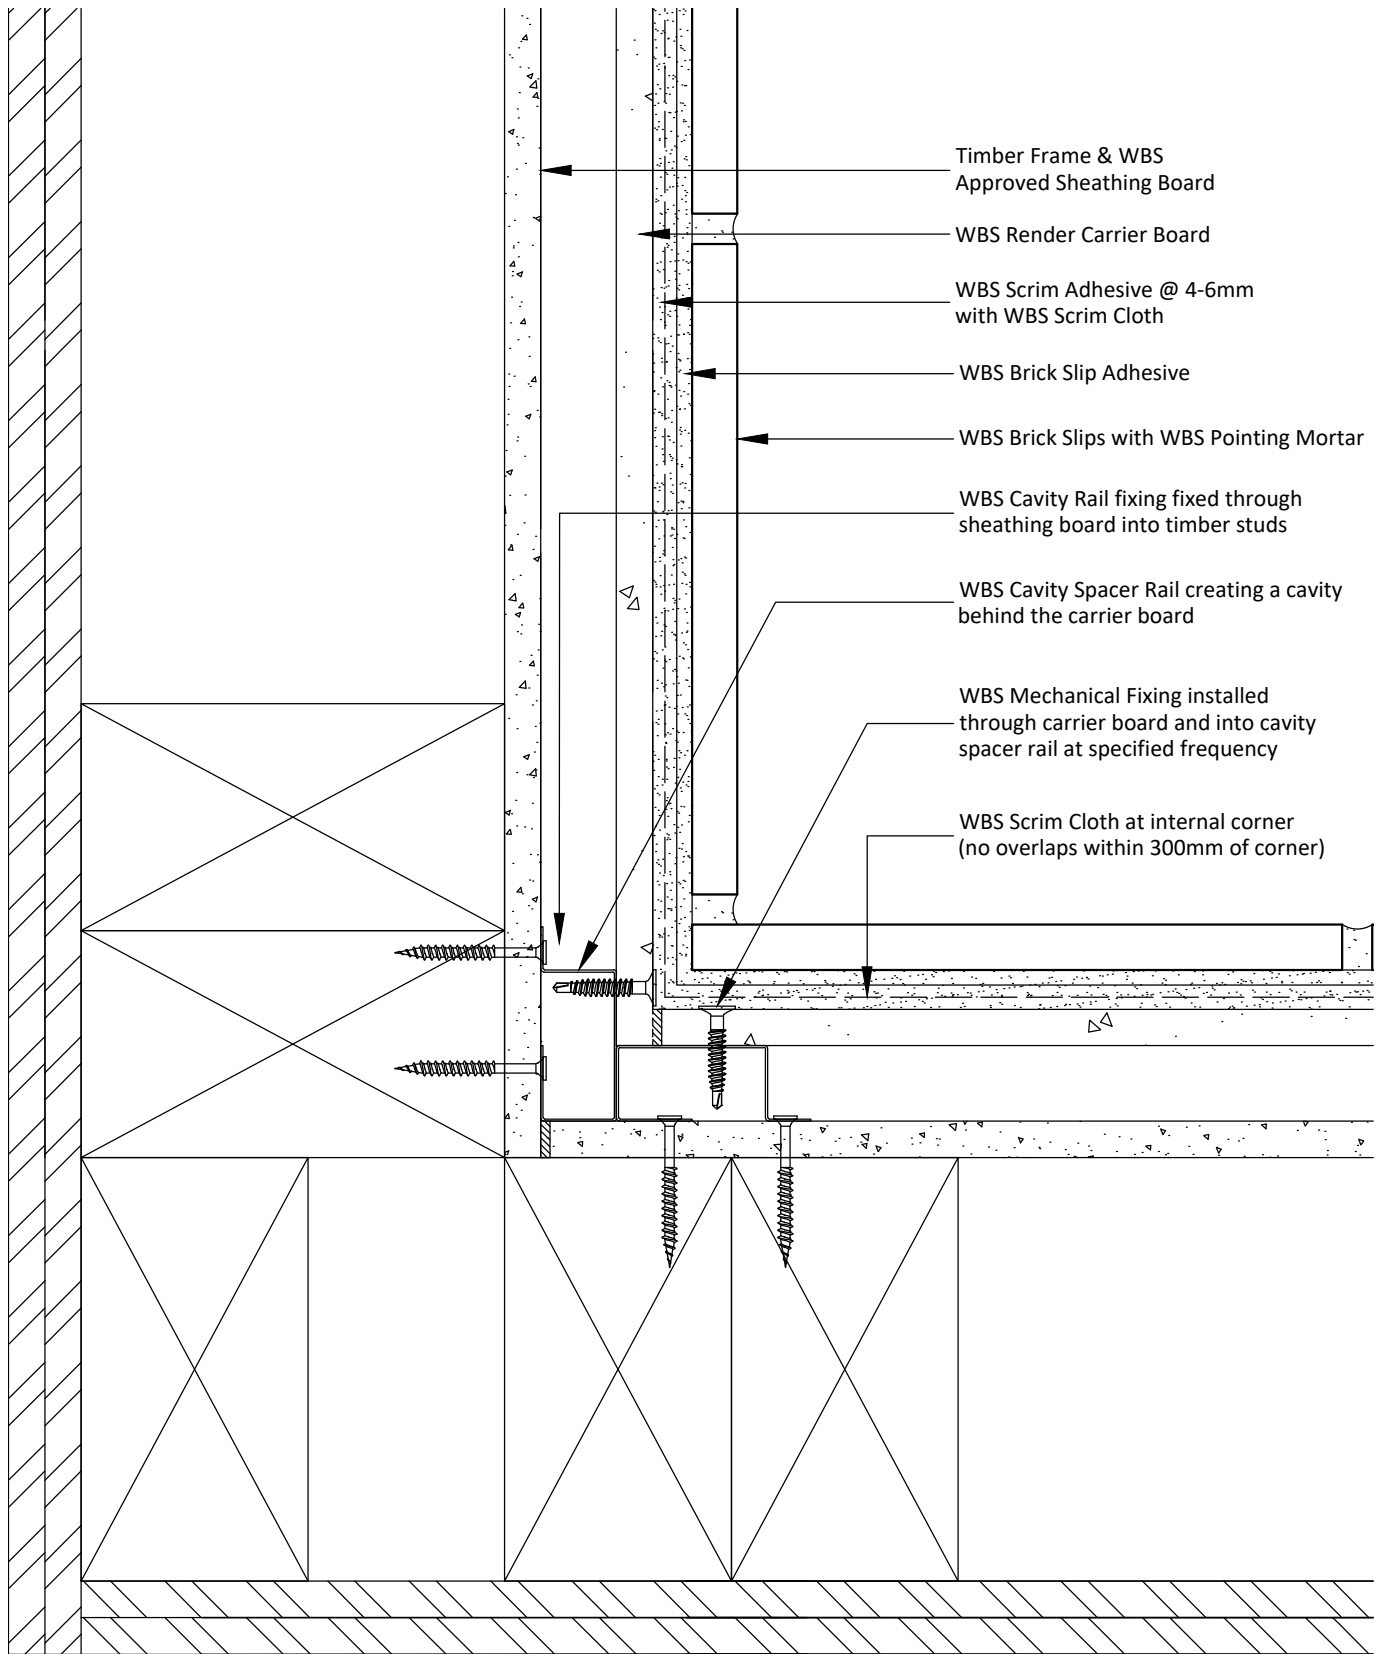 Timber Frame & WBS
Approved Sheathing Board
WBS Render Carrier Board
WBS Scrim Adhesive @ 4-6mm
with WBS Scrim Cloth
WBS Brick Slip Adhesive
WBS Brick Slips with WBS Pointing Mortar
WBS Cavity Rail fixing fixed through
sheathing board into timber studs
WBS Cavity Spacer Rail creating a cavity
behind the carrier board
WBS Mechanical Fixing installed
through carrier board and into cavity
spacer rail at specified frequency
WBS Scrim Cloth at internal corner
(no overlaps within 300mm of corner)